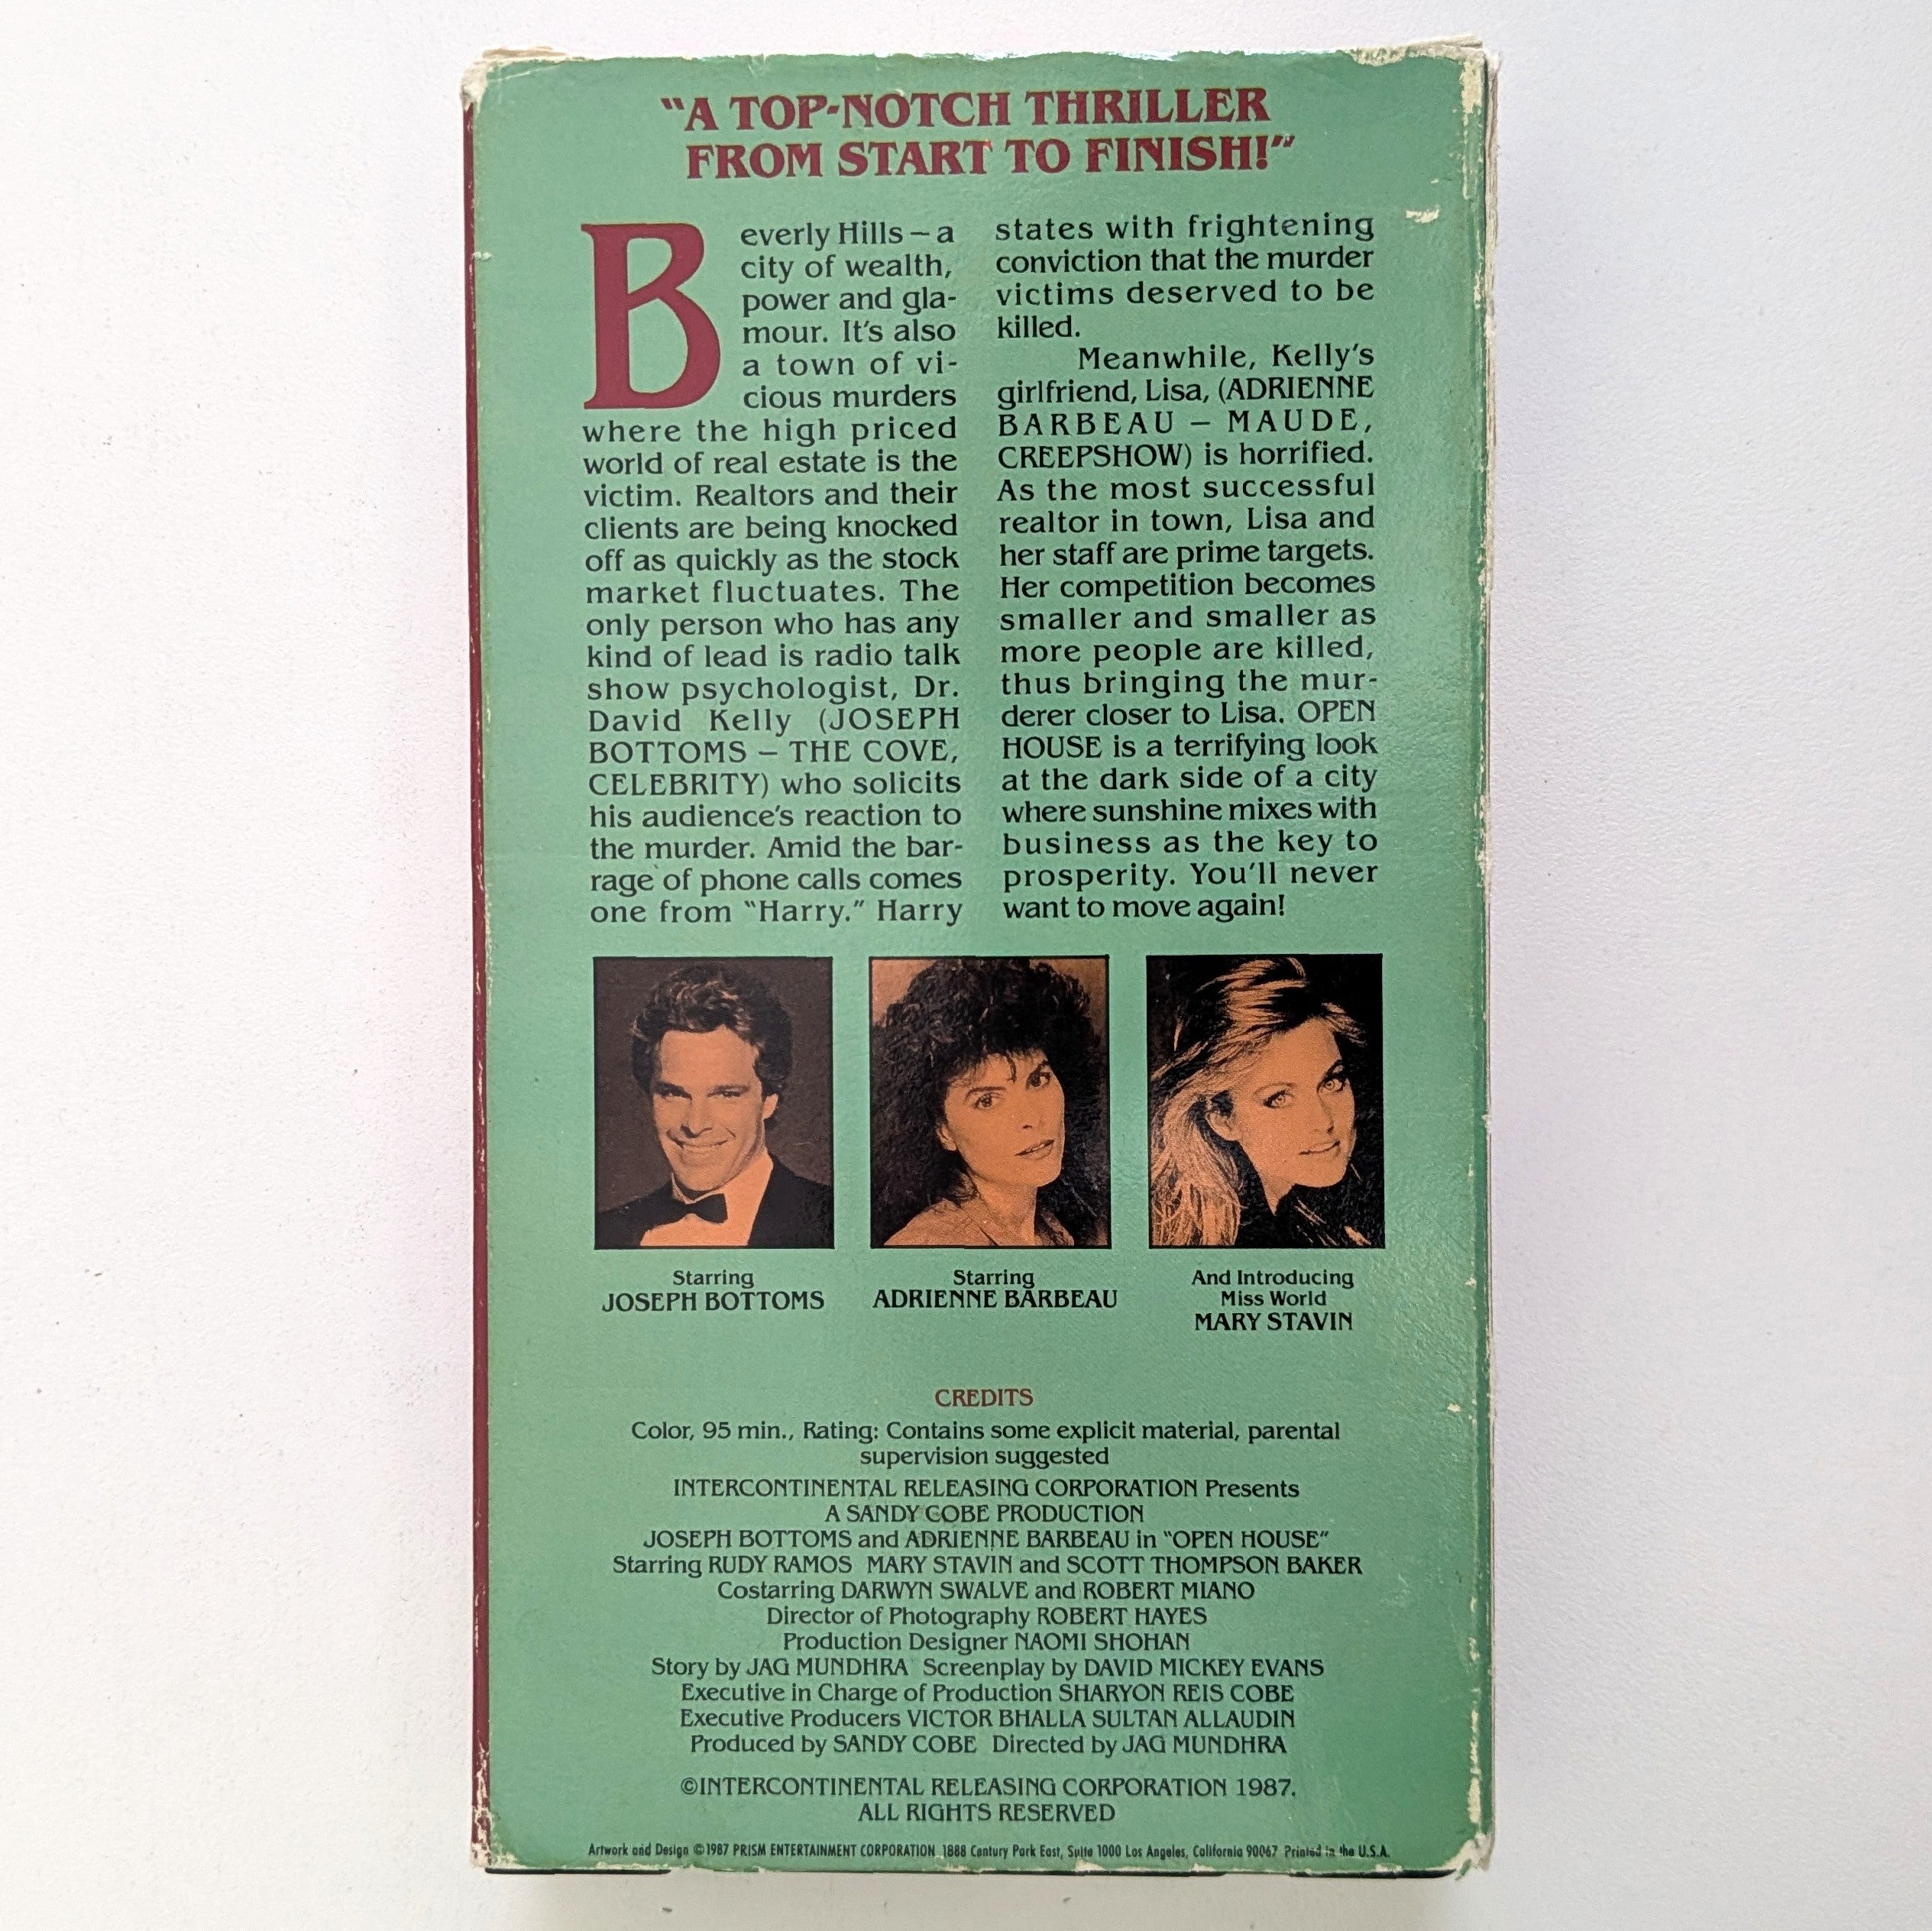 “A TOP-NOTCH THRILLER
FROM START TO FINISH!”
Beverly Hills – a
city of wealth,
power and gla-
mour. It’s also
a town of vi-
cious murders
where the high priced
world of real estate is the
victim. Realtors and their
clients are being knocked
off as quickly as the stock
market fluctuates. The
only person who has any
kind of lead is radio talk
show psychologist, Dr.
David Kelly (JOSEPH
BOTTOMS – THE COVE,
CELEBRITY) who solicits
his audience’s reaction to
the murder. Amid the bar-
rage of phone calls comes
one from “Harry.” Harry
states with frightening
conviction that the murder
victims deserved to be
killed.
Meanwhile, Kelly’s
girlfriend, Lisa, (ADRIENNE
BARBEAU – MAUDE,
CREEPSHOW) is horrified.
As the most successful
realtor in town, Lisa and
her staff are prime targets.
Her competition becomes
smaller and smaller as
more people are killed,
thus bringing the mur-
derer closer to Lisa. OPEN
HOUSE is a terrifying look
at the dark side of a city
where sunshine mixes with
business as the key to
prosperity. You’ll never
want to move again!
Starring
JOSEPH BOTTOMS
Starring
ADRIENNE BARBEAU
And Introducing
Miss World
MARY STAVIN
CREDITS
Color, 95 min., Rating: Contains some explicit material, parental
supervision suggested
INTERCONTINENTAL RELEASING CORPORATION Presents
A SANDY COBE PRODUCTION
JOSEPH BOTTOMS and ADRIENNE BARBEAU in “OPEN HOUSE”
Starring RUDY RAMOS MARY STAVIN and SCOTT THOMPSON BAKER
Costarring DARWYN SWALVE and ROBERT MIANO
Director of Photography ROBERT HAYES
Production Designer NAOMI SHOHAN
Story by JAG MUNDHRA Screenplay by DAVID MICKEY EVANS
Executive in Charge of Production SHARYON REIS COBE
Executive Producers VICTOR BHALLA SULTAN ALLAUDIN
Produced by SANDY COBE Directed by JAG MUNDHRA
©INTERCONTINENTAL RELEASING CORPORATION 1987.
ALL RIGHTS RESERVED
Artwork and Design ©1987 PRISM ENTERTAINMENT CORPORATION 1888 Century Park East, Suite 1000 Los Angeles, California 90067 Printed in the U.S.A.